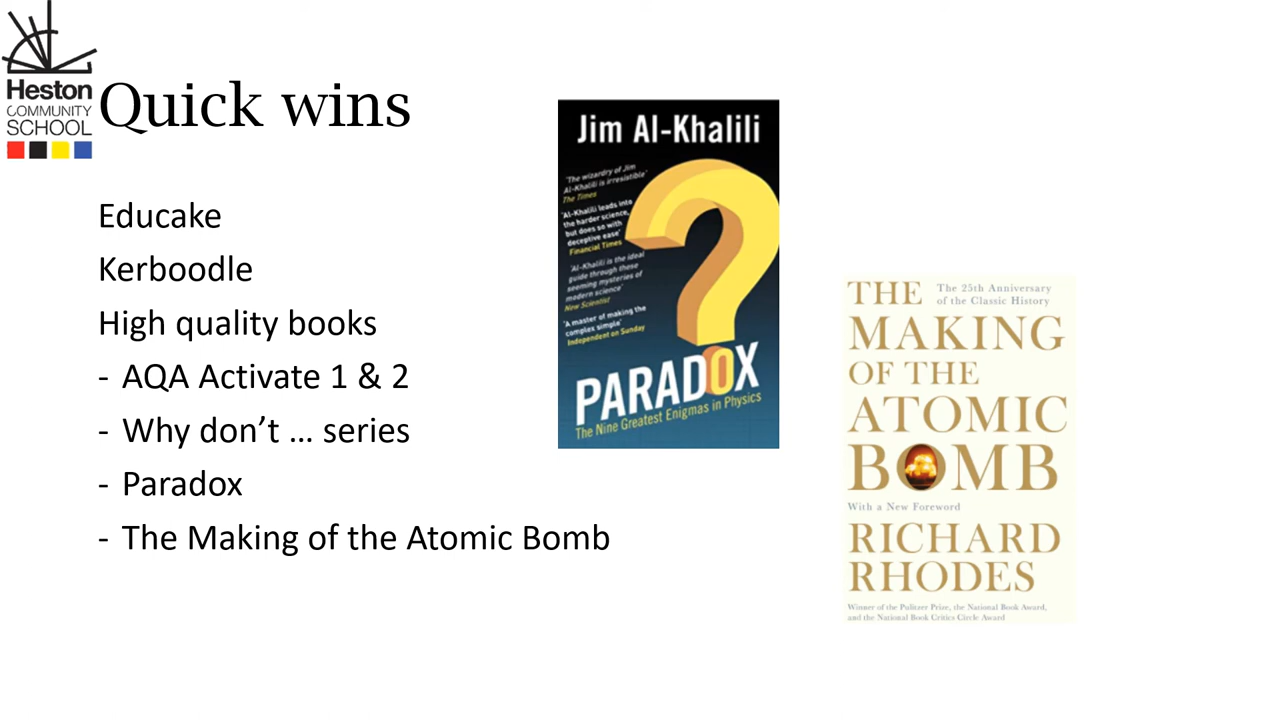 Heston
COMMUNITY
SCHOOL
Quick wins
Educake
Kerboodle
High quality books
- AQA Activate 1 & 2
- Why don’t … series
- Paradox
- The Making of the Atomic Bomb
Jim Al-Khalili
'The wizardry of Jim
Al-Khalili is irresistible'
The Times
'Al-Khalili leads into
the harder science,
but does so with
deceptive ease'
Financial Times
'Al-Khalili is the ideal
guide through these
seeming mysteries of
modern science'
New Scientist
'A master of making the
complex simple'
Independent on Sunday
PARADOX
The Nine Greatest Enigmas in Physics
THE
The 25th Anniversary
of the Classic History
MAKING
OF THE
ATOMIC
BOMB
With a New Foreword
RICHARD
RHODES
Winner of the Pulitzer Prize, the National Book Award,
and the National Book Critics Circle Award